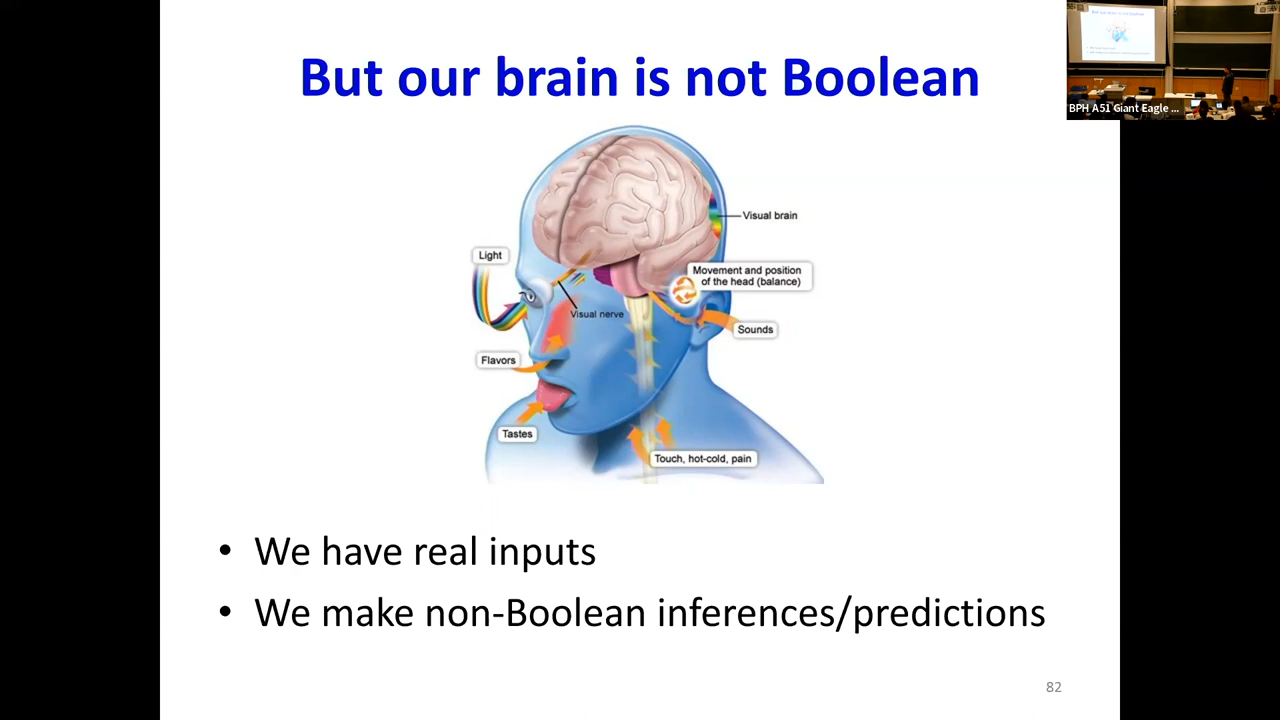 But our brain is not Boolean
BPH A51 Giant Eagle ...
Visual brain
Light
Movement and position
of the head (balance)
Visual nerve
Sounds
Flavors
Tastes
Touch, hot-cold, pain
• We have real inputs
• We make non-Boolean inferences/predictions
82